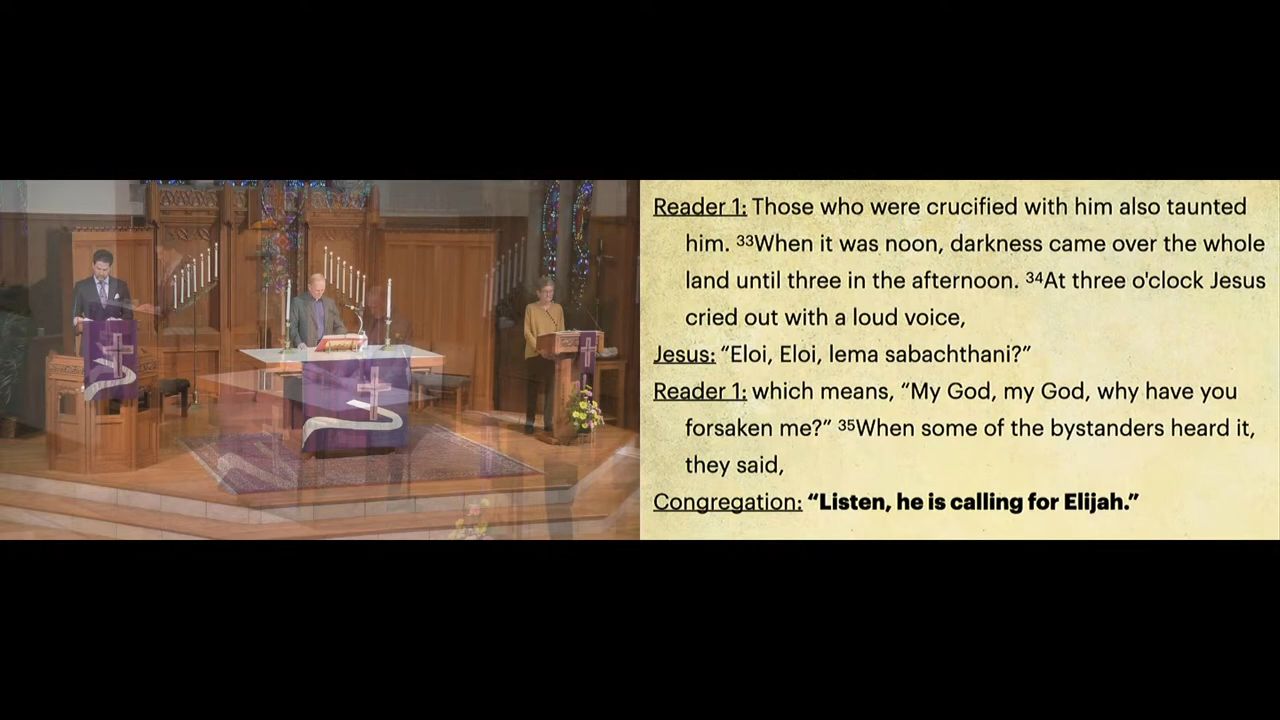 Reader 1: Those who were crucified with him also taunted
him. ³³When it was noon, darkness came over the whole
land until three in the afternoon. ³⁴At three o'clock Jesus
cried out with a loud voice,
Jesus: “Eloi, Eloi, lema sabachthani?”
Reader 1: which means, “My God, my God, why have you
forsaken me?” ³⁵When some of the bystanders heard it,
they said,
Congregation: “Listen, he is calling for Elijah.”